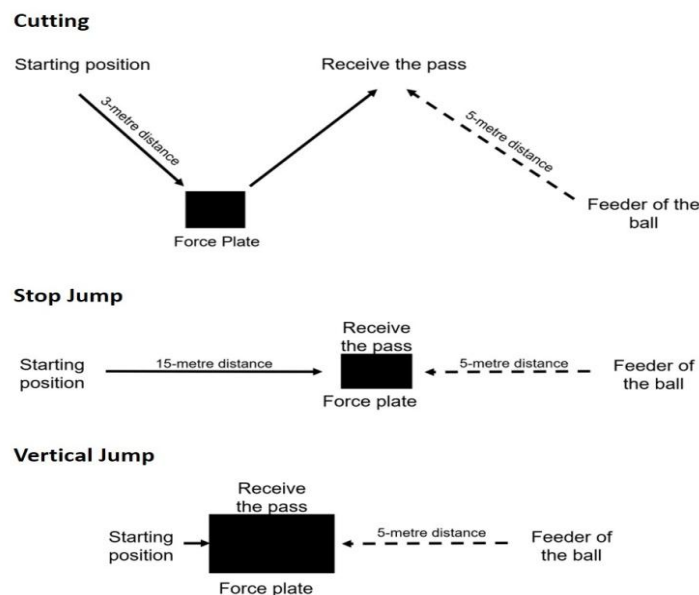 Cutting
Starting position
Receive the pass
3-metre distance
5-metre distance
Force Plate
Feeder of the
ball
Stop Jump
Receive
the pass
Starting
position
15-metre distance
5-metre distance
Feeder of
the ball
Force plate
Vertical Jump
Receive
the pass
Starting
position
5-metre distance
Feeder of
the ball
Force plate